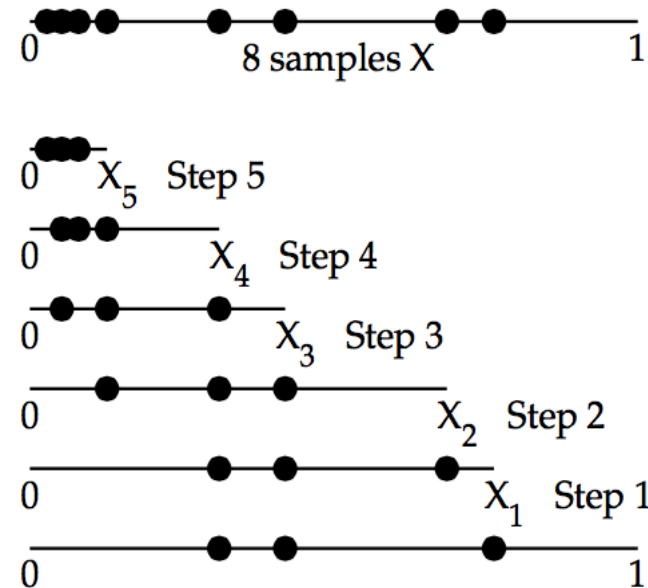 0 8 samples X 1
0 X5 Step 5
0 X4 Step 4
0 X3 Step 3
0 X2 Step 2
0 X1 Step 1
0 1